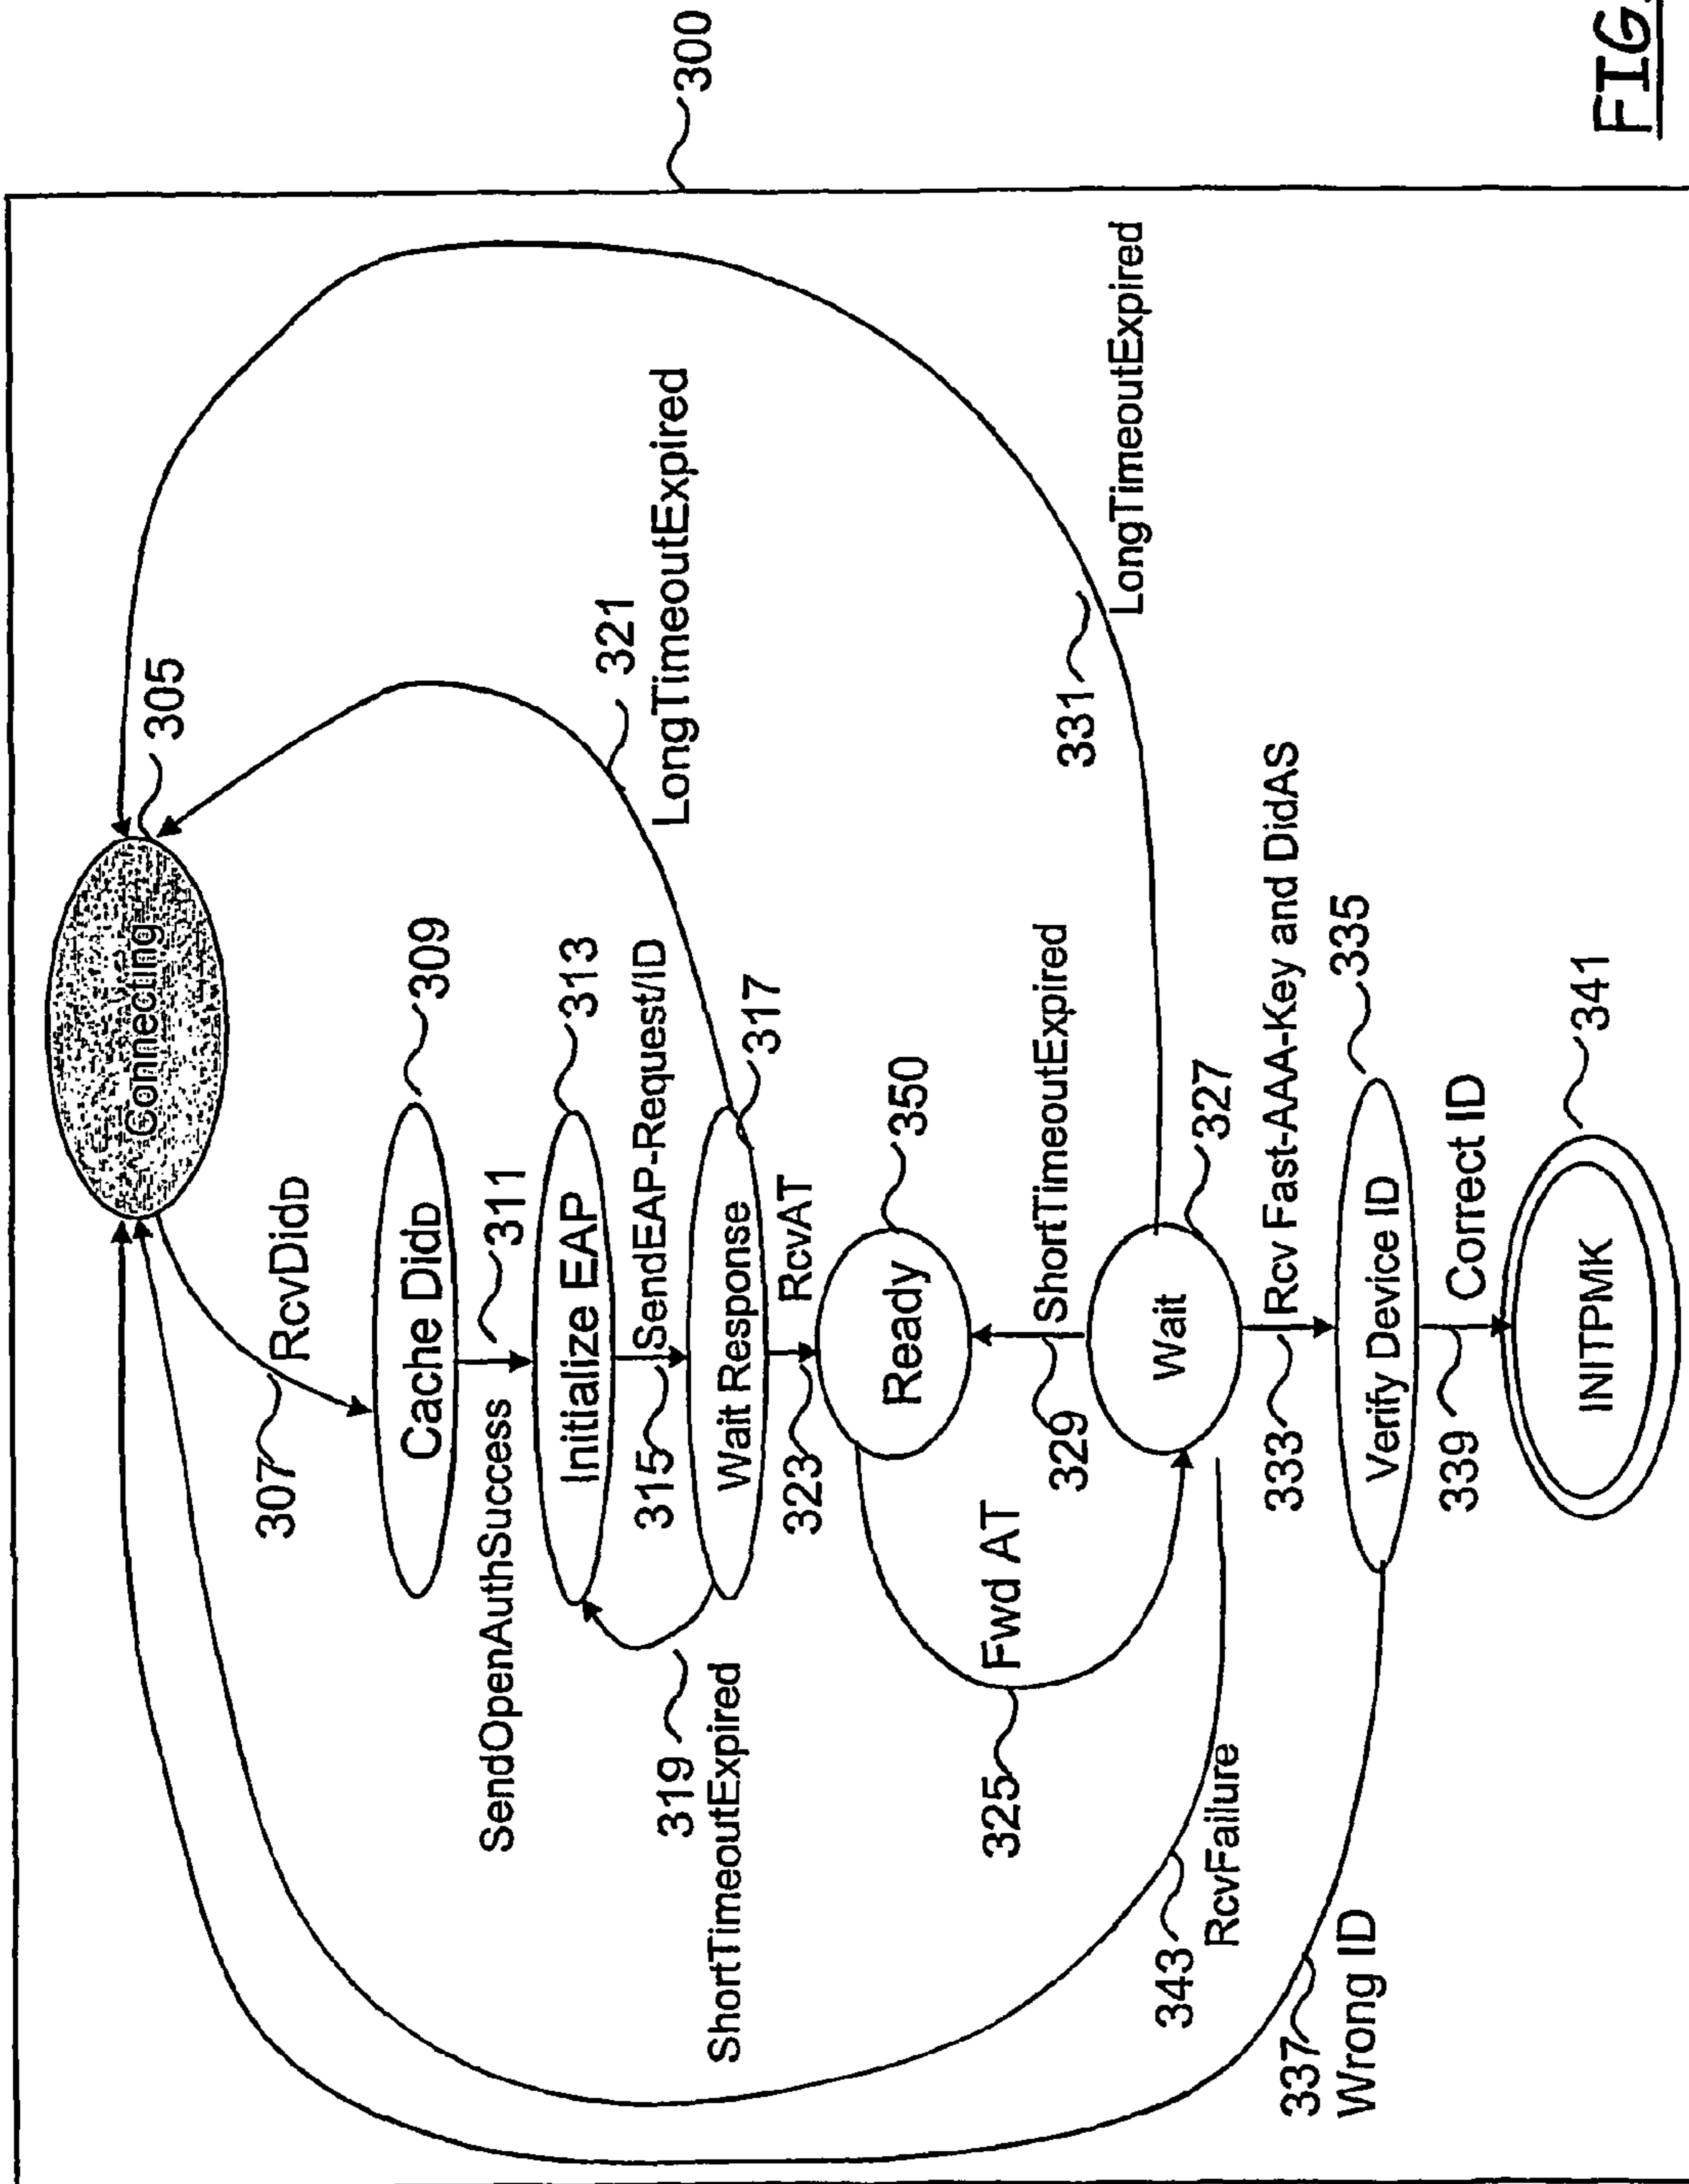 300
Connecting
305
RcvDidD
307
Cache DidD
309
SendOpenAuthSuccess
311
Initialize EAP
313
315
SendEAP-Request/ID
Wait Response
317
319
ShortTimeoutExpired
321
LongTimeoutExpired
323
RcvAT
Ready
350
Fwd AT
325
329
ShortTimeoutExpired
Wait
327
331
LongTimeoutExpired
343
RcvFailure
333
Rcv Fast-AAA-Key and DidAS
Verify Device ID
335
337
Wrong ID
339
Correct ID
INITPMK
341
FIG.